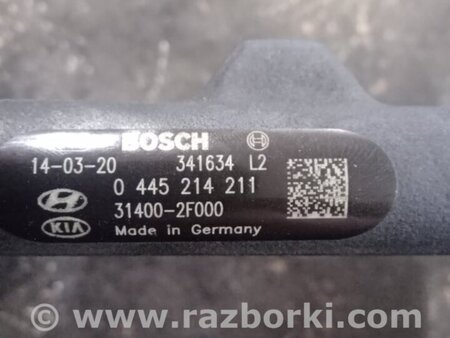 BOSCH
14-03-20 341634 L2
0 445 214 211
31400-2F000
KIA Made in Germany
© www.razborki.com